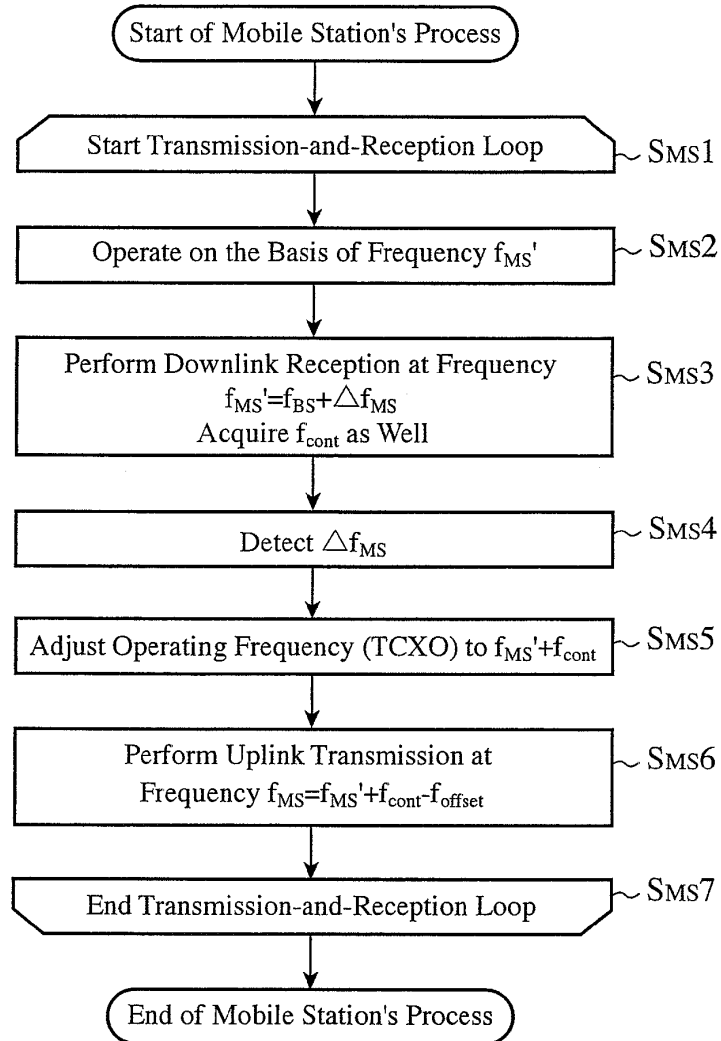 Start of Mobile Station's Process
Start Transmission-and-Reception Loop
SMS1
Operate on the Basis of Frequency fMS'
SMS2
Perform Downlink Reception at Frequency
fMS'=fBS+△fMS
Acquire fcont as Well
SMS3
Detect △fMS
SMS4
Adjust Operating Frequency (TCXO) to fMS'+fcont
SMS5
Perform Uplink Transmission at
Frequency fMS=fMS'+fcont-foffset
SMS6
End Transmission-and-Reception Loop
SMS7
End of Mobile Station's Process